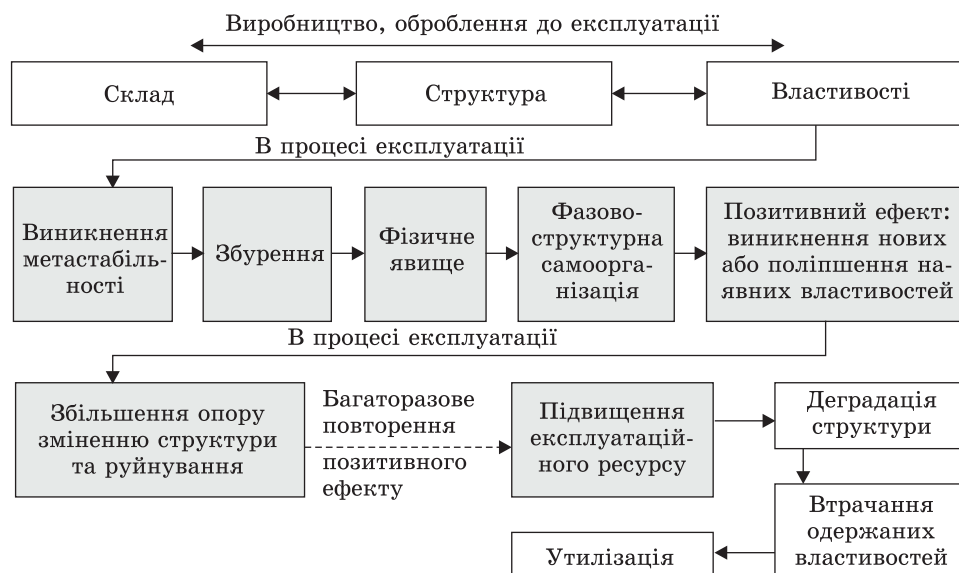 Виробництво, оброблення до експлуатації
Склад
Структура
Властивості
В процесі експлуатації
Виникнення
метастабіль-
ності
Збурення
Фізичне
явище
Фазово-
структурна
самоорга-
нізація
Позитивний ефект:
виникнення нових
або поліпшення на-
явних властивостей
В процесі експлуатації
Збільшення опору
зміненню структури
та руйнування
Багаторазове
повторення
позитивного
ефекту
Підвищення
експлуатацій-
ного ресурсу
Деградація
структури
Втрачання
одержаних
властивостей
Утилізація